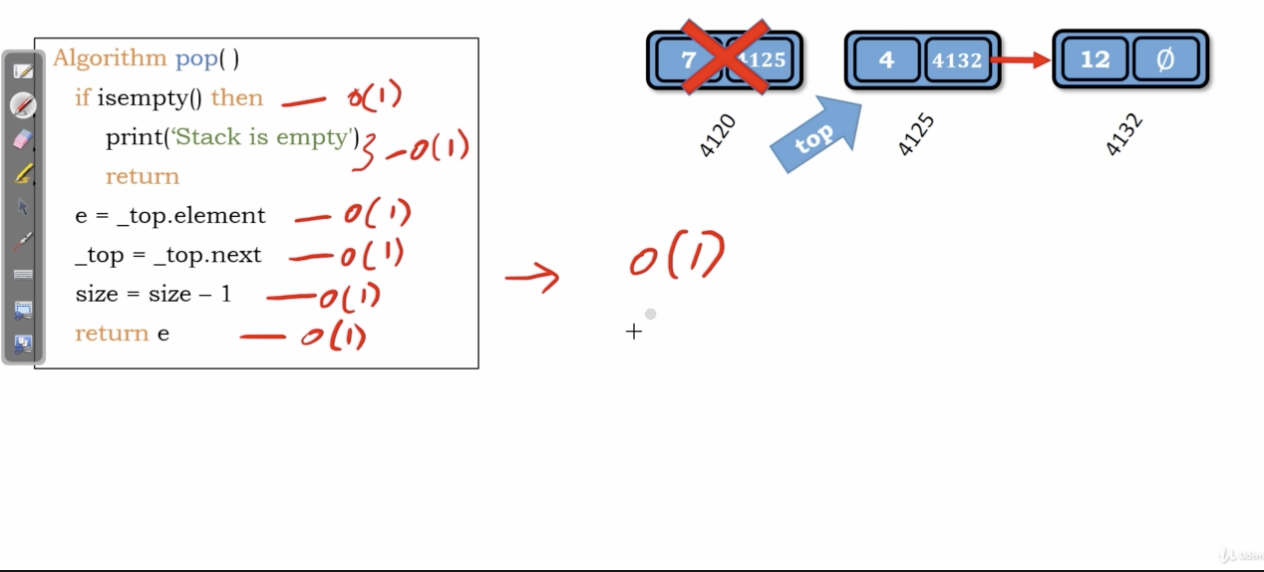 Algorithm pop( )
if isempty() then — o(1)
print('Stack is empty') } - o(1)
return
e = _top.element — o(1)
_top = _top.next — o(1)
size = size – 1 — o(1)
return e — o(1)
→ o(1)
7 4125
4 4132
12 ∅
top
4120
4125
4132
Udemy